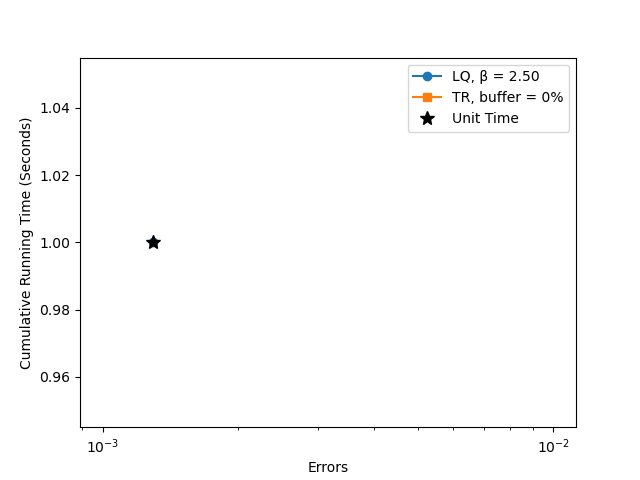 LQ, β = 2.50
TR, buffer = 0%
Unit Time
1.04
1.02
1.00
0.98
0.96
Cumulative Running Time (Seconds)
10⁻³
10⁻²
Errors